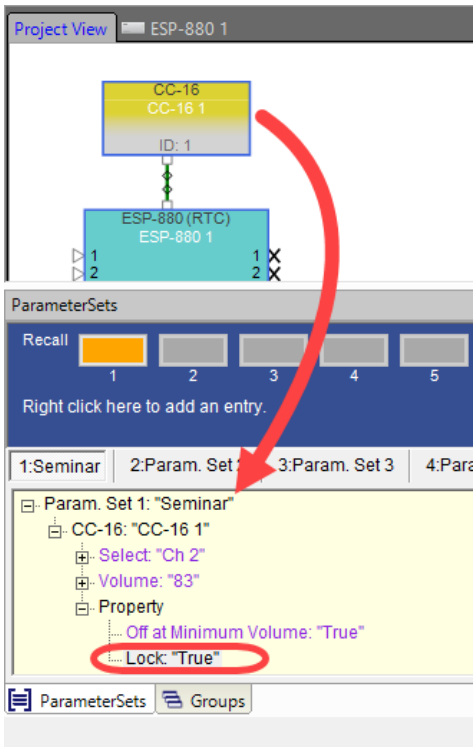 Project View ESP-880 1
CC-16
CC-16 1
ID: 1
ESP-880 (RTC)
ESP-880 1
1 1
2 2
ParameterSets
Recall
1 2 3 4 5
Right click here to add an entry.
1:Seminar 2:Param. Set 3:Param. Set 3 4:Para
Param. Set 1: "Seminar"
CC-16: "CC-16 1"
Select: "Ch 2"
Volume: "83"
Property
Off at Minimum Volume: "True"
Lock: "True"
ParameterSets Groups